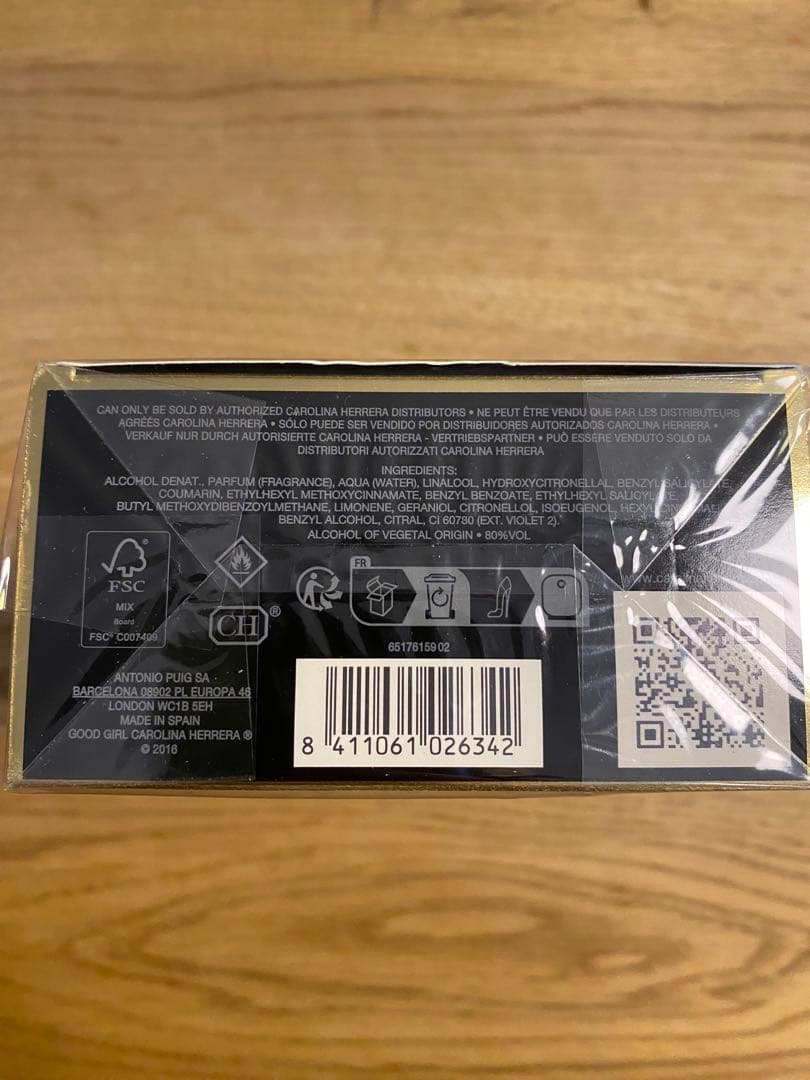 CAN ONLY BE SOLD BY AUTHORIZED CAROLINA HERRERA DISTRIBUTORS • NE PEUT ÊTRE VENDU QUE PAR LES DISTRIBUTEURS
AGRÉÉS CAROLINA HERRERA • SÓLO PUEDE SER VENDIDO POR DISTRIBUIDORES AUTORIZADOS CAROLINA HERRERA •
VERKAUF NUR DURCH AUTORISIERTE CAROLINA HERRERA - VERTRIEBSPARTNER • PUÒ ESSERE VENDUTO SOLO DA
DISTRIBUTORI AUTORIZZATI CAROLINA HERRERA
INGREDIENTS:
ALCOHOL DENAT., PARFUM (FRAGRANCE), AQUA (WATER), LINALOOL, HYDROXYCITRONELLAL, BENZYL SALICYLATE,
COUMARIN, ETHYLHEXYL METHOXYCINNAMATE, BENZYL BENZOATE, ETHYLHEXYL SALICYLATE,
BUTYL METHOXYDIBENZOYLMETHANE, LIMONENE, GERANIOL, CITRONELLOL, ISOEUGENOL,
BENZYL ALCOHOL, CITRAL, CI 60730 (EXT. VIOLET 2).
ALCOHOL OF VEGETAL ORIGIN • 80%VOL
FSC
MIX
Board
FSC® C007409
CH®
FR
6517615902
8 411061 026342
ANTONIO PUIG SA
BARCELONA 08902 PL EUROPA 46
LONDON WC1B 5EH
MADE IN SPAIN
GOOD GIRL CAROLINA HERRERA ®
© 2016